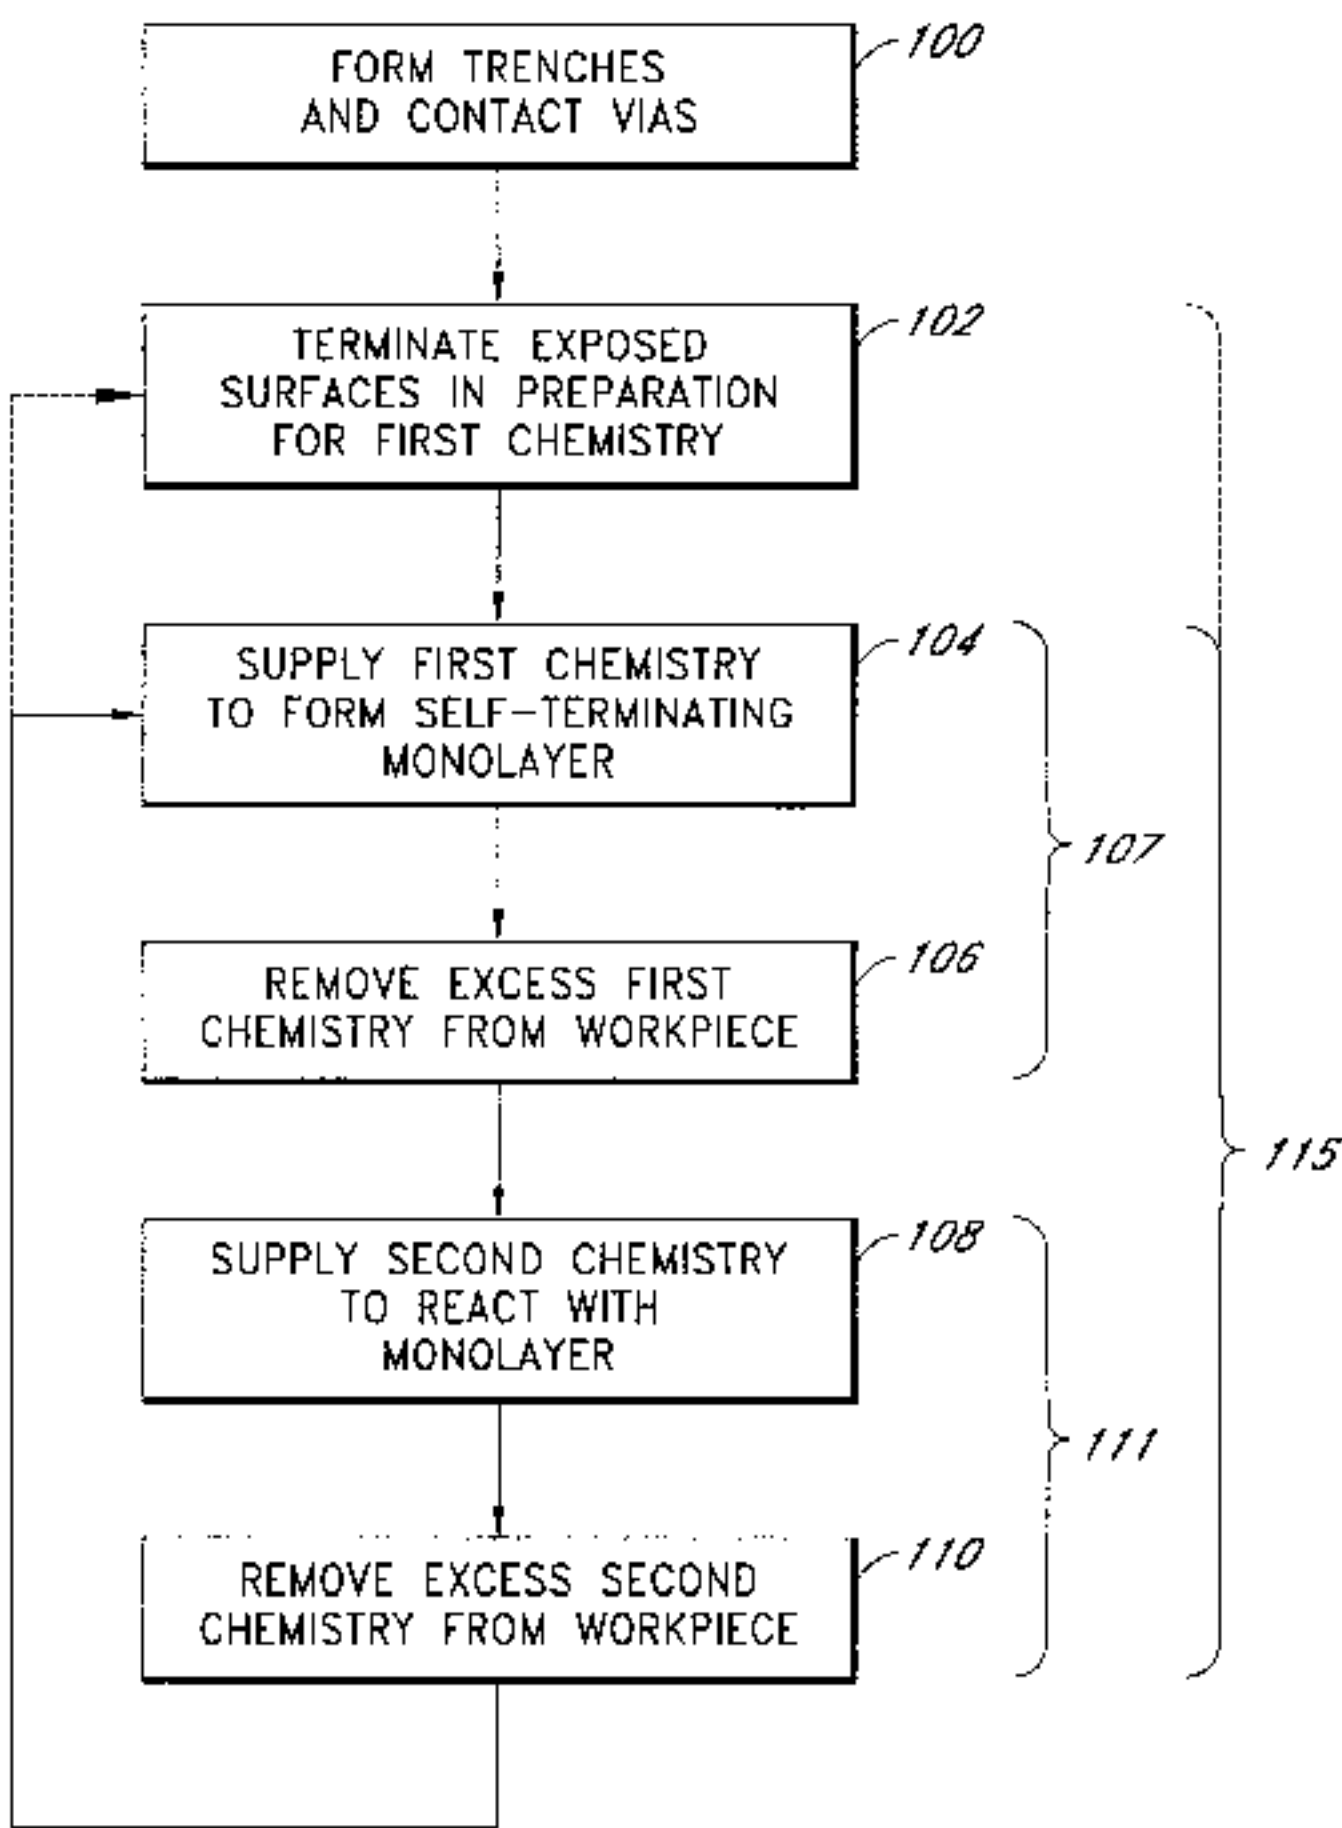 FORM TRENCHES
AND CONTACT VIAS
100
TERMINATE EXPOSED
SURFACES IN PREPARATION
FOR FIRST CHEMISTRY
102
SUPPLY FIRST CHEMISTRY
TO FORM SELF-TERMINATING
MONOLAYER
104
107
REMOVE EXCESS FIRST
CHEMISTRY FROM WORKPIECE
106
115
SUPPLY SECOND CHEMISTRY
TO REACT WITH
MONOLAYER
108
111
REMOVE EXCESS SECOND
CHEMISTRY FROM WORKPIECE
110